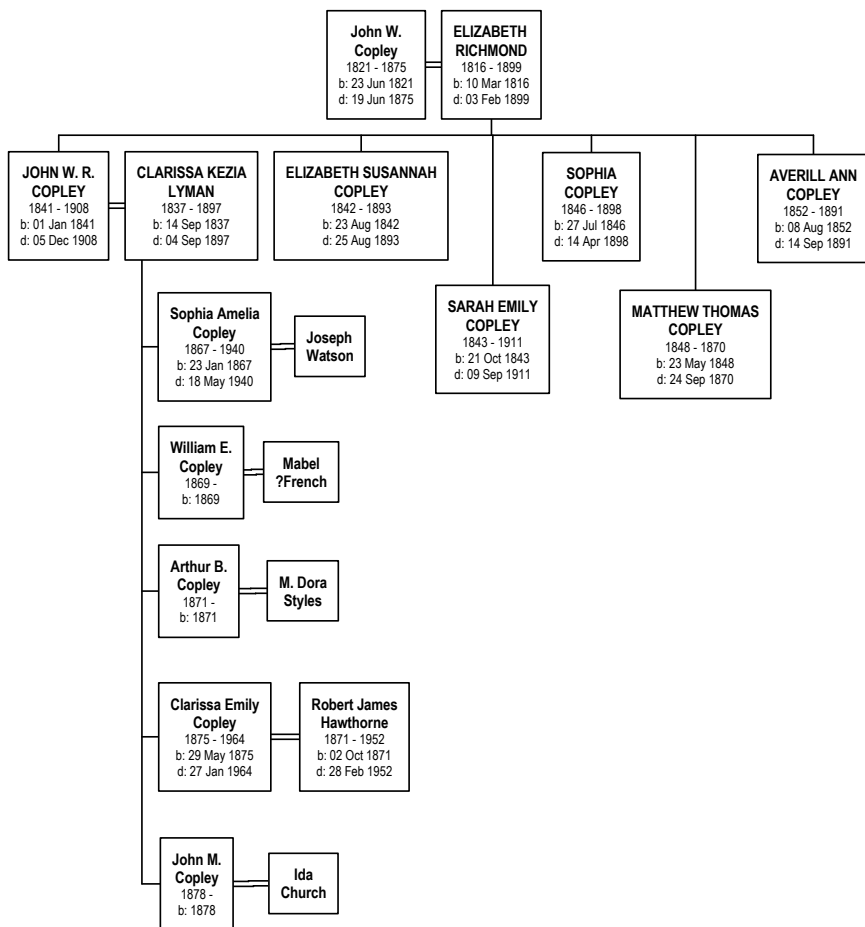 John W.
Copley
1821 - 1875
b: 23 Jun 1821
d: 19 Jun 1875
ELIZABETH
RICHMOND
1816 - 1899
b: 10 Mar 1816
d: 03 Feb 1899
JOHN W. R.
COPLEY
1841 - 1908
b: 01 Jan 1841
d: 05 Dec 1908
CLARISSA KEZIA
LYMAN
1837 - 1897
b: 14 Sep 1837
d: 04 Sep 1897
ELIZABETH SUSANNAH
COPLEY
1842 - 1893
b: 23 Aug 1842
d: 25 Aug 1893
SOPHIA
COPLEY
1846 - 1898
b: 27 Jul 1846
d: 14 Apr 1898
AVERILL ANN
COPLEY
1852 - 1891
b: 08 Aug 1852
d: 14 Sep 1891
SARAH EMILY
COPLEY
1843 - 1911
b: 21 Oct 1843
d: 09 Sep 1911
MATTHEW THOMAS
COPLEY
1848 - 1870
b: 23 May 1848
d: 24 Sep 1870
Sophia Amelia
Copley
1867 - 1940
b: 23 Jan 1867
d: 18 May 1940
Joseph
Watson
William E.
Copley
1869 -
b: 1869
Mabel
?French
Arthur B.
Copley
1871 -
b: 1871
M. Dora
Styles
Clarissa Emily
Copley
1875 - 1964
b: 29 May 1875
d: 27 Jan 1964
Robert James
Hawthorne
1871 - 1952
b: 02 Oct 1871
d: 28 Feb 1952
John M.
Copley
1878 -
b: 1878
Ida
Church